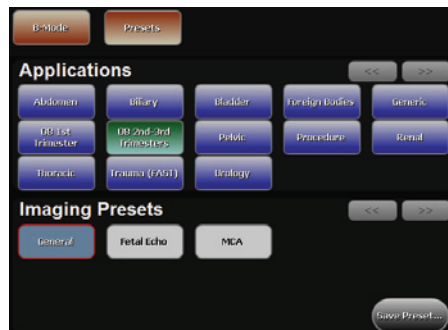 B-Mode Presets
Applications << >>
Abdomen Biliary Bladder Foreign Bodies Generic
OB 1st Trimester OB 2nd-3rd Trimesters Pelvic Procedure Renal
Thoracic Trauma (FAST) Urology
Imaging Presets << >>
General Fetal Echo MCA
Save Preset...